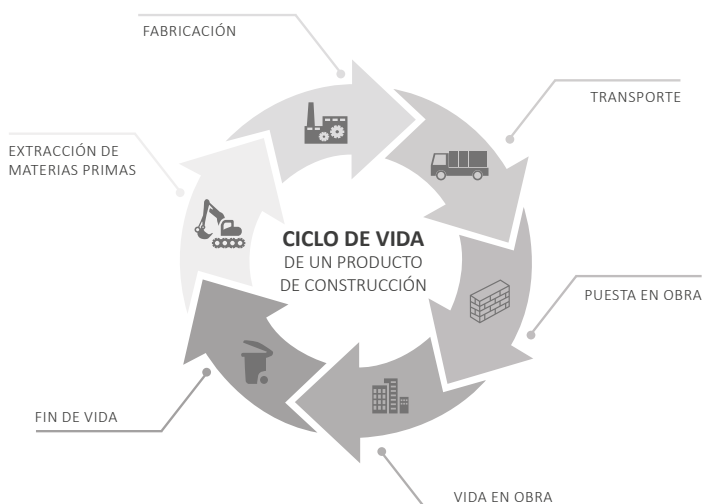 FABRICACIÓN
TRANSPORTE
EXTRACCIÓN DE
MATERIAS PRIMAS
CICLO DE VIDA
DE UN PRODUCTO
DE CONSTRUCCIÓN
PUESTA EN OBRA
FIN DE VIDA
VIDA EN OBRA